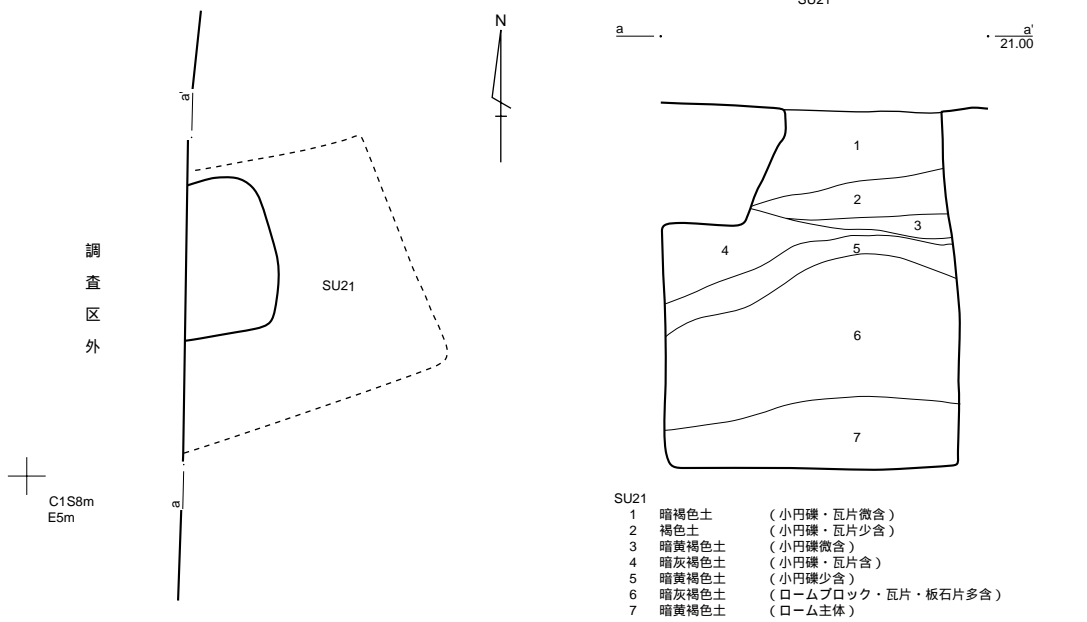 SU21
N
a'
調査区外
SU21
a
C1S8m
E5m
a
a'
21.00
1
2
3
4
5
6
7
SU21
1 暗褐色土 （小円礫・瓦片微含）
2 褐色土 （小円礫・瓦片少含）
3 暗黄褐色土 （小円礫微含）
4 暗灰褐色土 （小円礫・瓦片含）
5 暗黄褐色土 （小円礫少含）
6 暗灰褐色土 （ロームブロック・瓦片・板石片多含）
7 暗黄褐色土 （ローム主体）